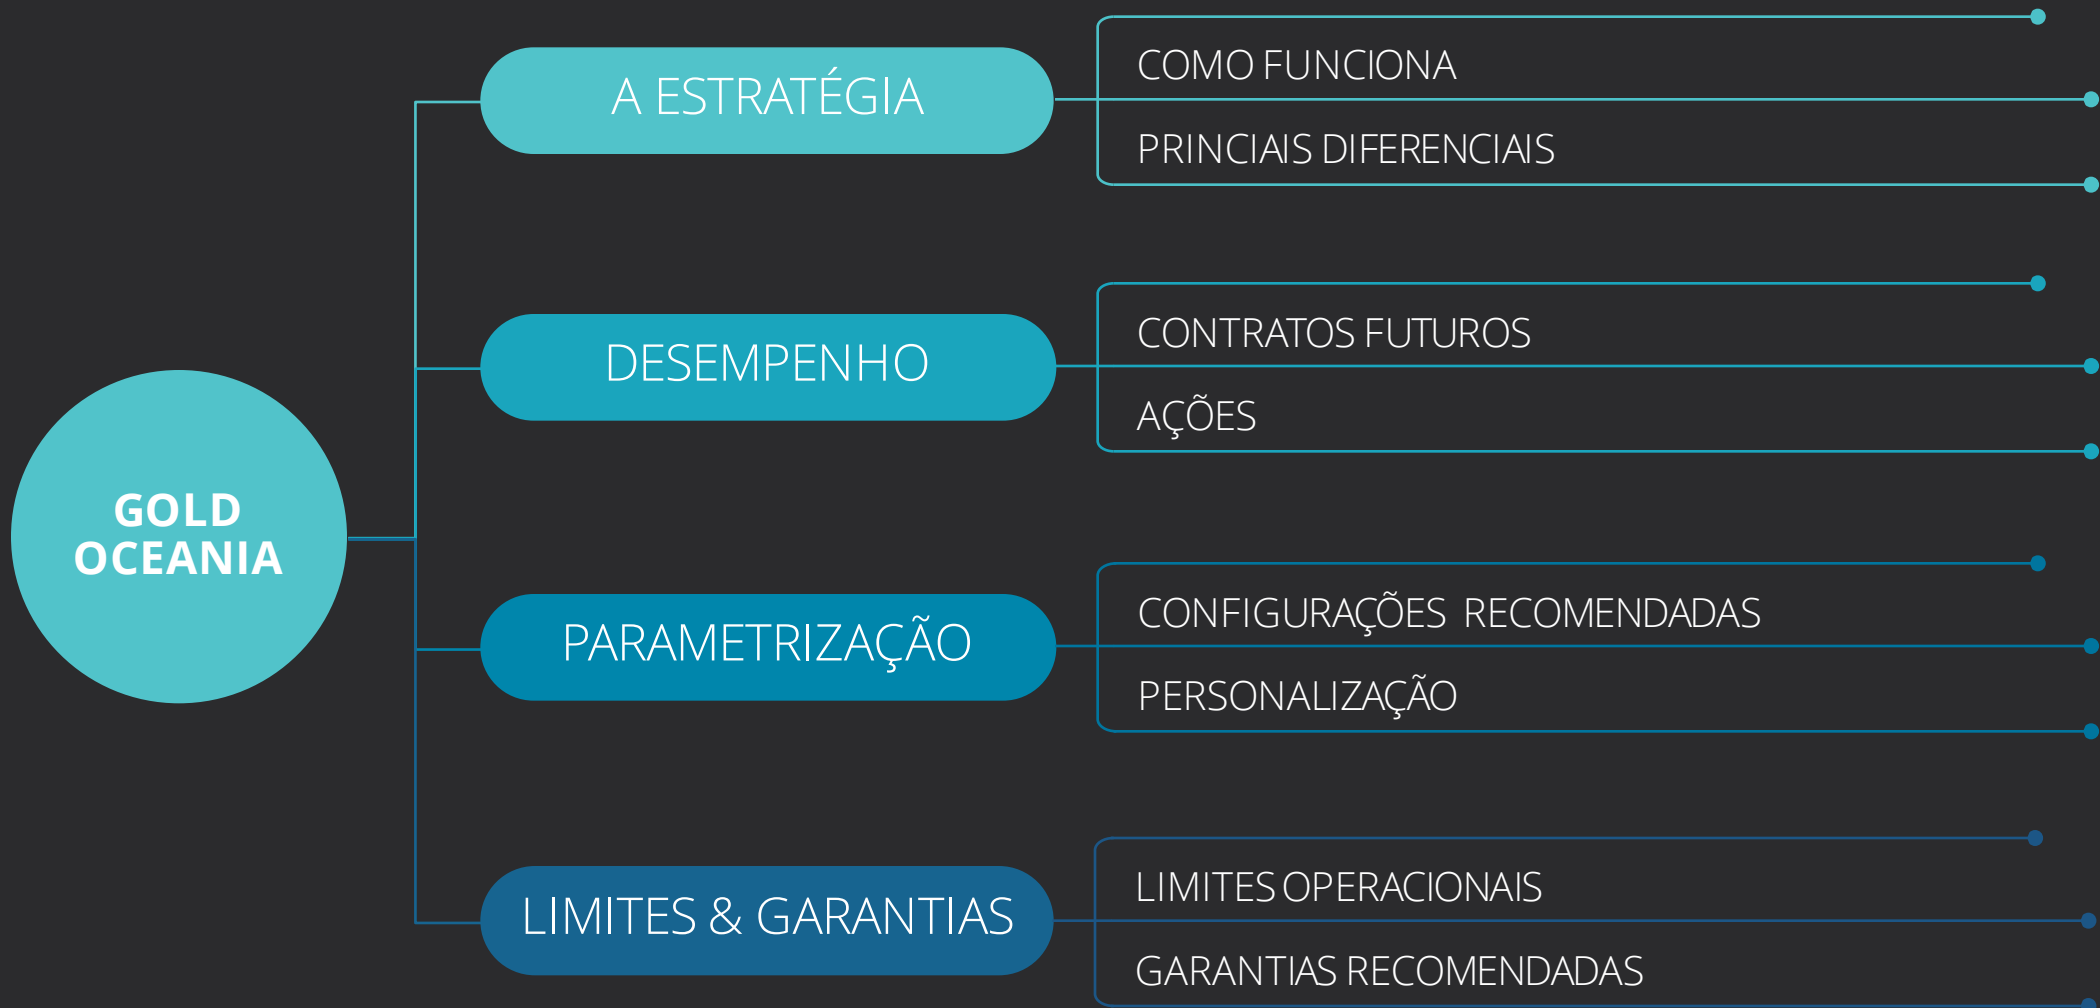 GOLD
OCEANIA
A ESTRATÉGIA
COMO FUNCIONA
PRINCIAIS DIFERENCIAIS
DESEMPENHO
CONTRATOS FUTUROS
AÇÕES
PARAMETRIZAÇÃO
CONFIGURAÇÕES RECOMENDADAS
PERSONALIZAÇÃO
LIMITES & GARANTIAS
LIMITES OPERACIONAIS
GARANTIAS RECOMENDADAS